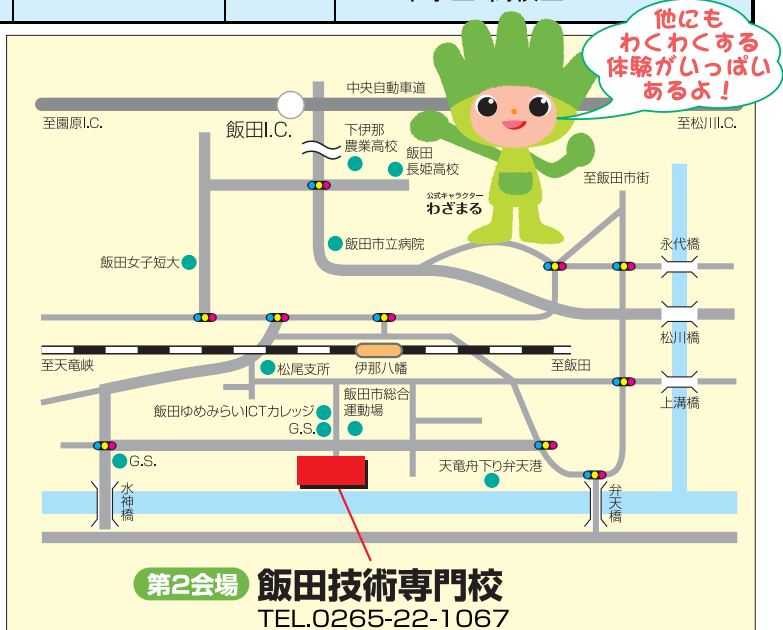 他にも
わくわくする
体験がいっぱい
あるよ！
中央自動車道
至園原I.C.
飯田I.C.
至松川I.C.
下伊那
農業高校
飯田
長姫高校
公式キャラクター
わざまる
至飯田市街
飯田市立病院
永代橋
飯田女子短大
松川橋
至天竜峡
松尾支所
伊那八幡
至飯田
上溝橋
飯田ゆめみらいICTカレッジ
飯田市総合
運動場
G.S.
G.S.
天竜舟下り弁天港
水神橋
弁天橋
第2会場
飯田技術専門校
TEL.0265-22-1067